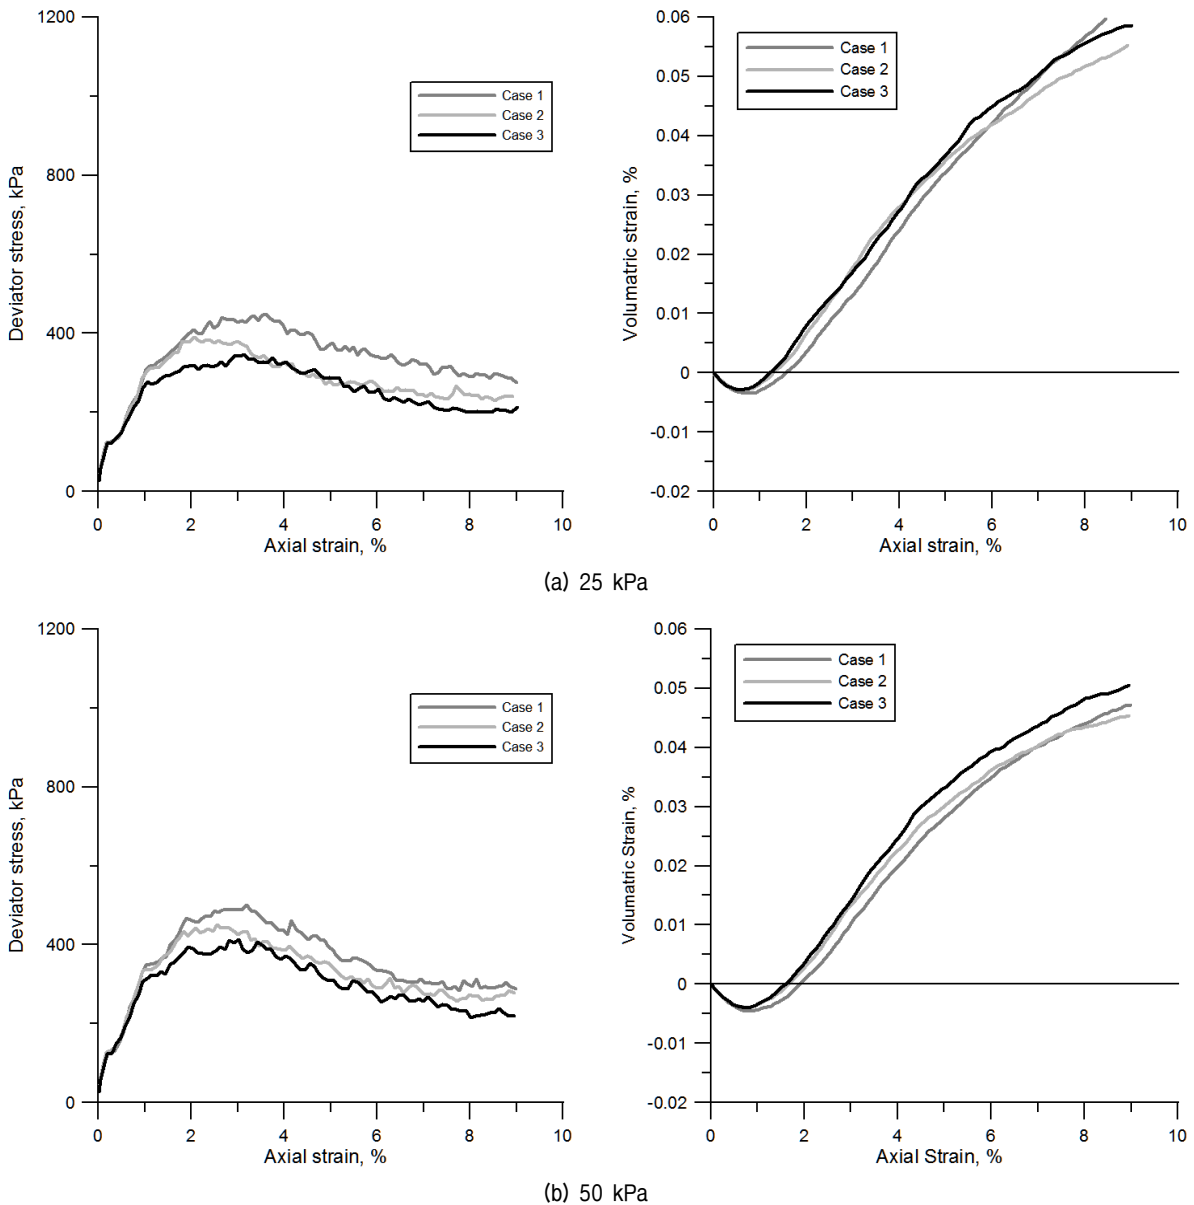 1200
800
400
0
Deviator stress, kPa
Case 1
Case 2
Case 3
0 2 4 6 8 10
Axial strain, %
0.06
0.05
0.04
0.03
0.02
0.01
0
-0.01
-0.02
Volumatric strain, %
Case 1
Case 2
Case 3
0 2 4 6 8 10
Axial strain, %
(a) 25 kPa
1200
800
400
0
Deviator stress, kPa
Case 1
Case 2
Case 3
0 2 4 6 8 10
Axial strain, %
0.06
0.05
0.04
0.03
0.02
0.01
0
-0.01
-0.02
Volumatric Strain, %
Case 1
Case 2
Case 3
0 2 4 6 8 10
Axial Strain, %
(b) 50 kPa